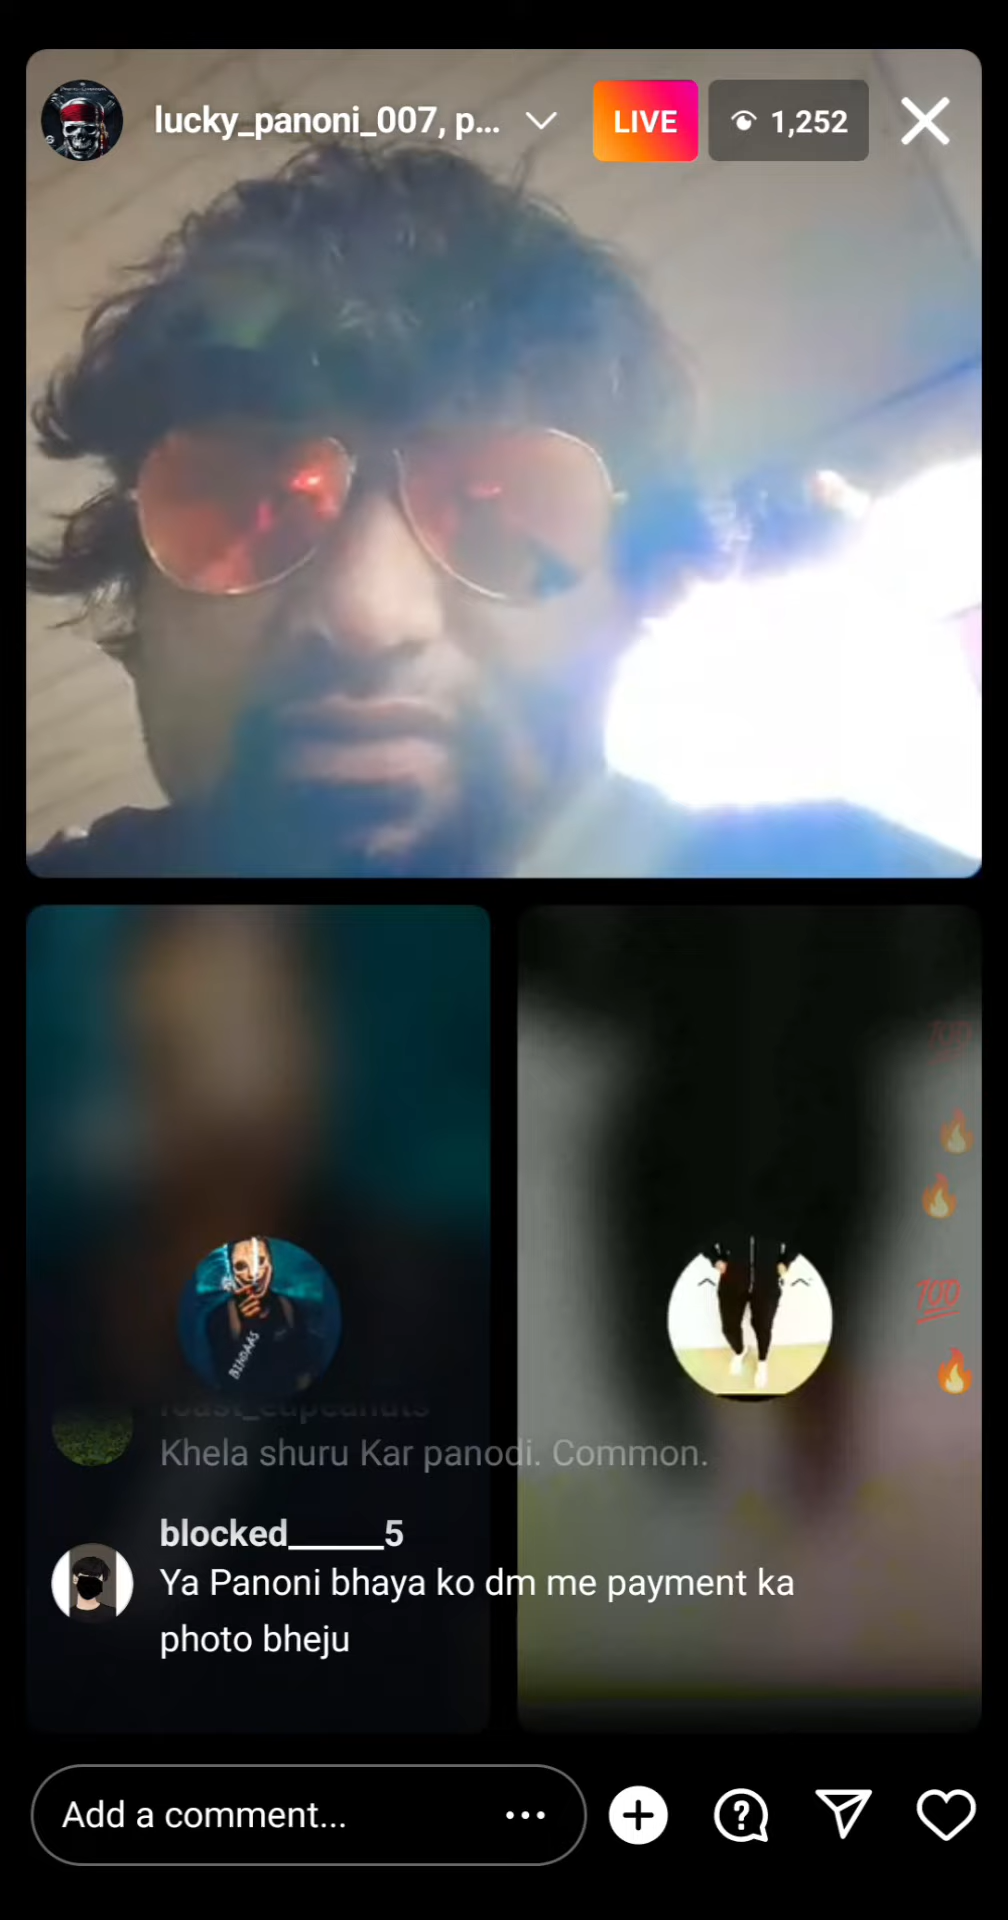 lucky_panoni_007, p...
LIVE
1,252
BINDAAS
Khela shuru Kar panodi. Common.
blocked______5
Ya Panoni bhaya ko dm me payment ka
photo bheju
Add a comment...